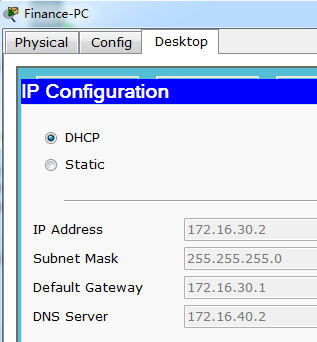 Finance-PC
Physical Config Desktop
IP Configuration
DHCP
Static
IP Address 172.16.30.2
Subnet Mask 255.255.255.0
Default Gateway 172.16.30.1
DNS Server 172.16.40.2